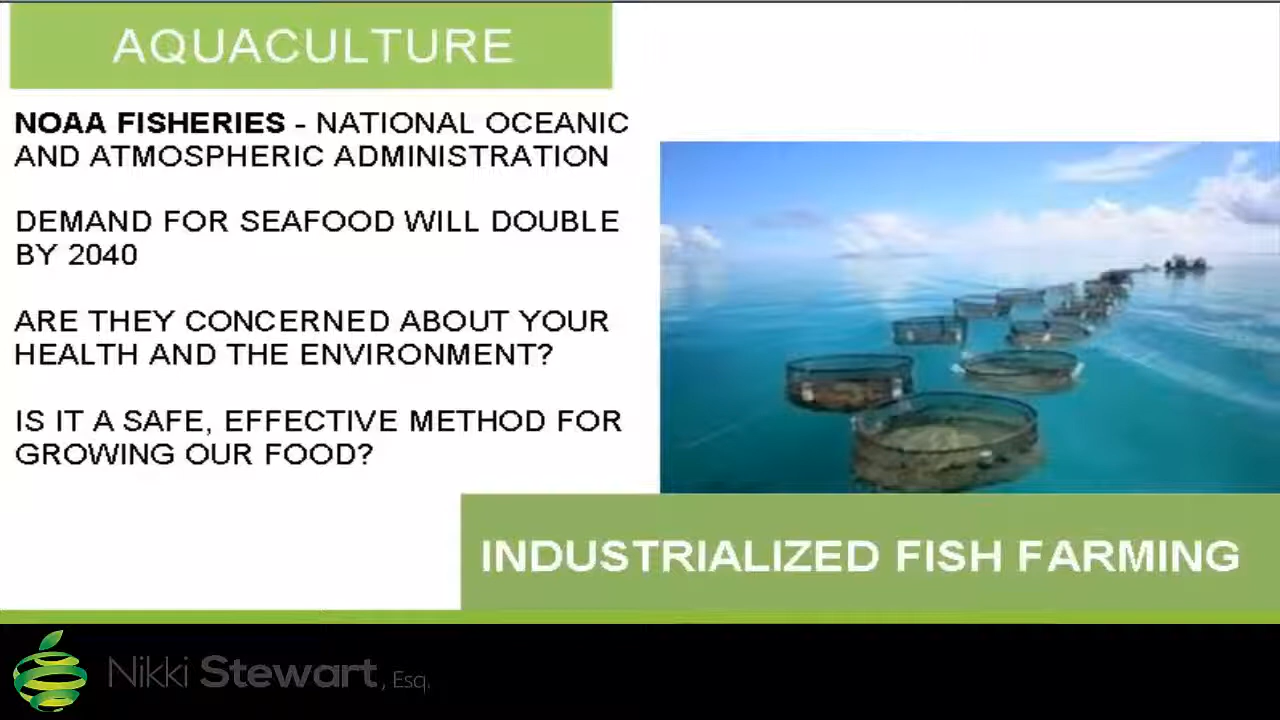 AQUACULTURE
NOAA FISHERIES - NATIONAL OCEANIC
AND ATMOSPHERIC ADMINISTRATION
DEMAND FOR SEAFOOD WILL DOUBLE
BY 2040
ARE THEY CONCERNED ABOUT YOUR
HEALTH AND THE ENVIRONMENT?
IS IT A SAFE, EFFECTIVE METHOD FOR
GROWING OUR FOOD?
INDUSTRIALIZED FISH FARMING
Nikki Stewart, Esq.